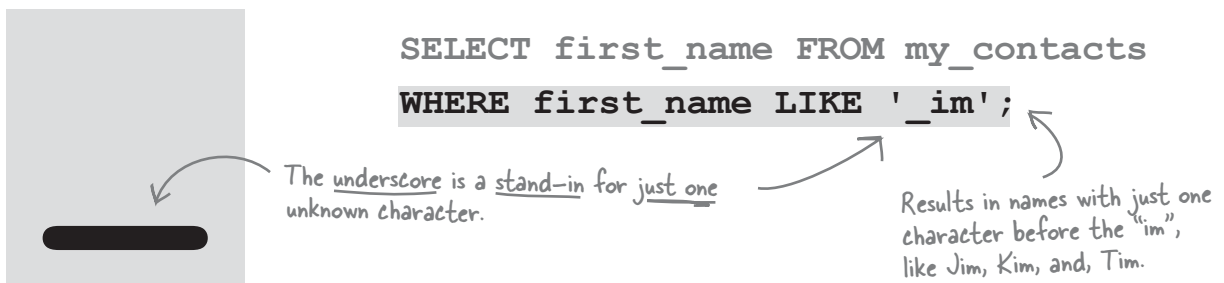 SELECT first_name FROM my_contacts
WHERE first_name LIKE '_im';
The underscore is a stand-in for just one
unknown character.
Results in names with just one
character before the "im",
like Jim, Kim, and, Tim.